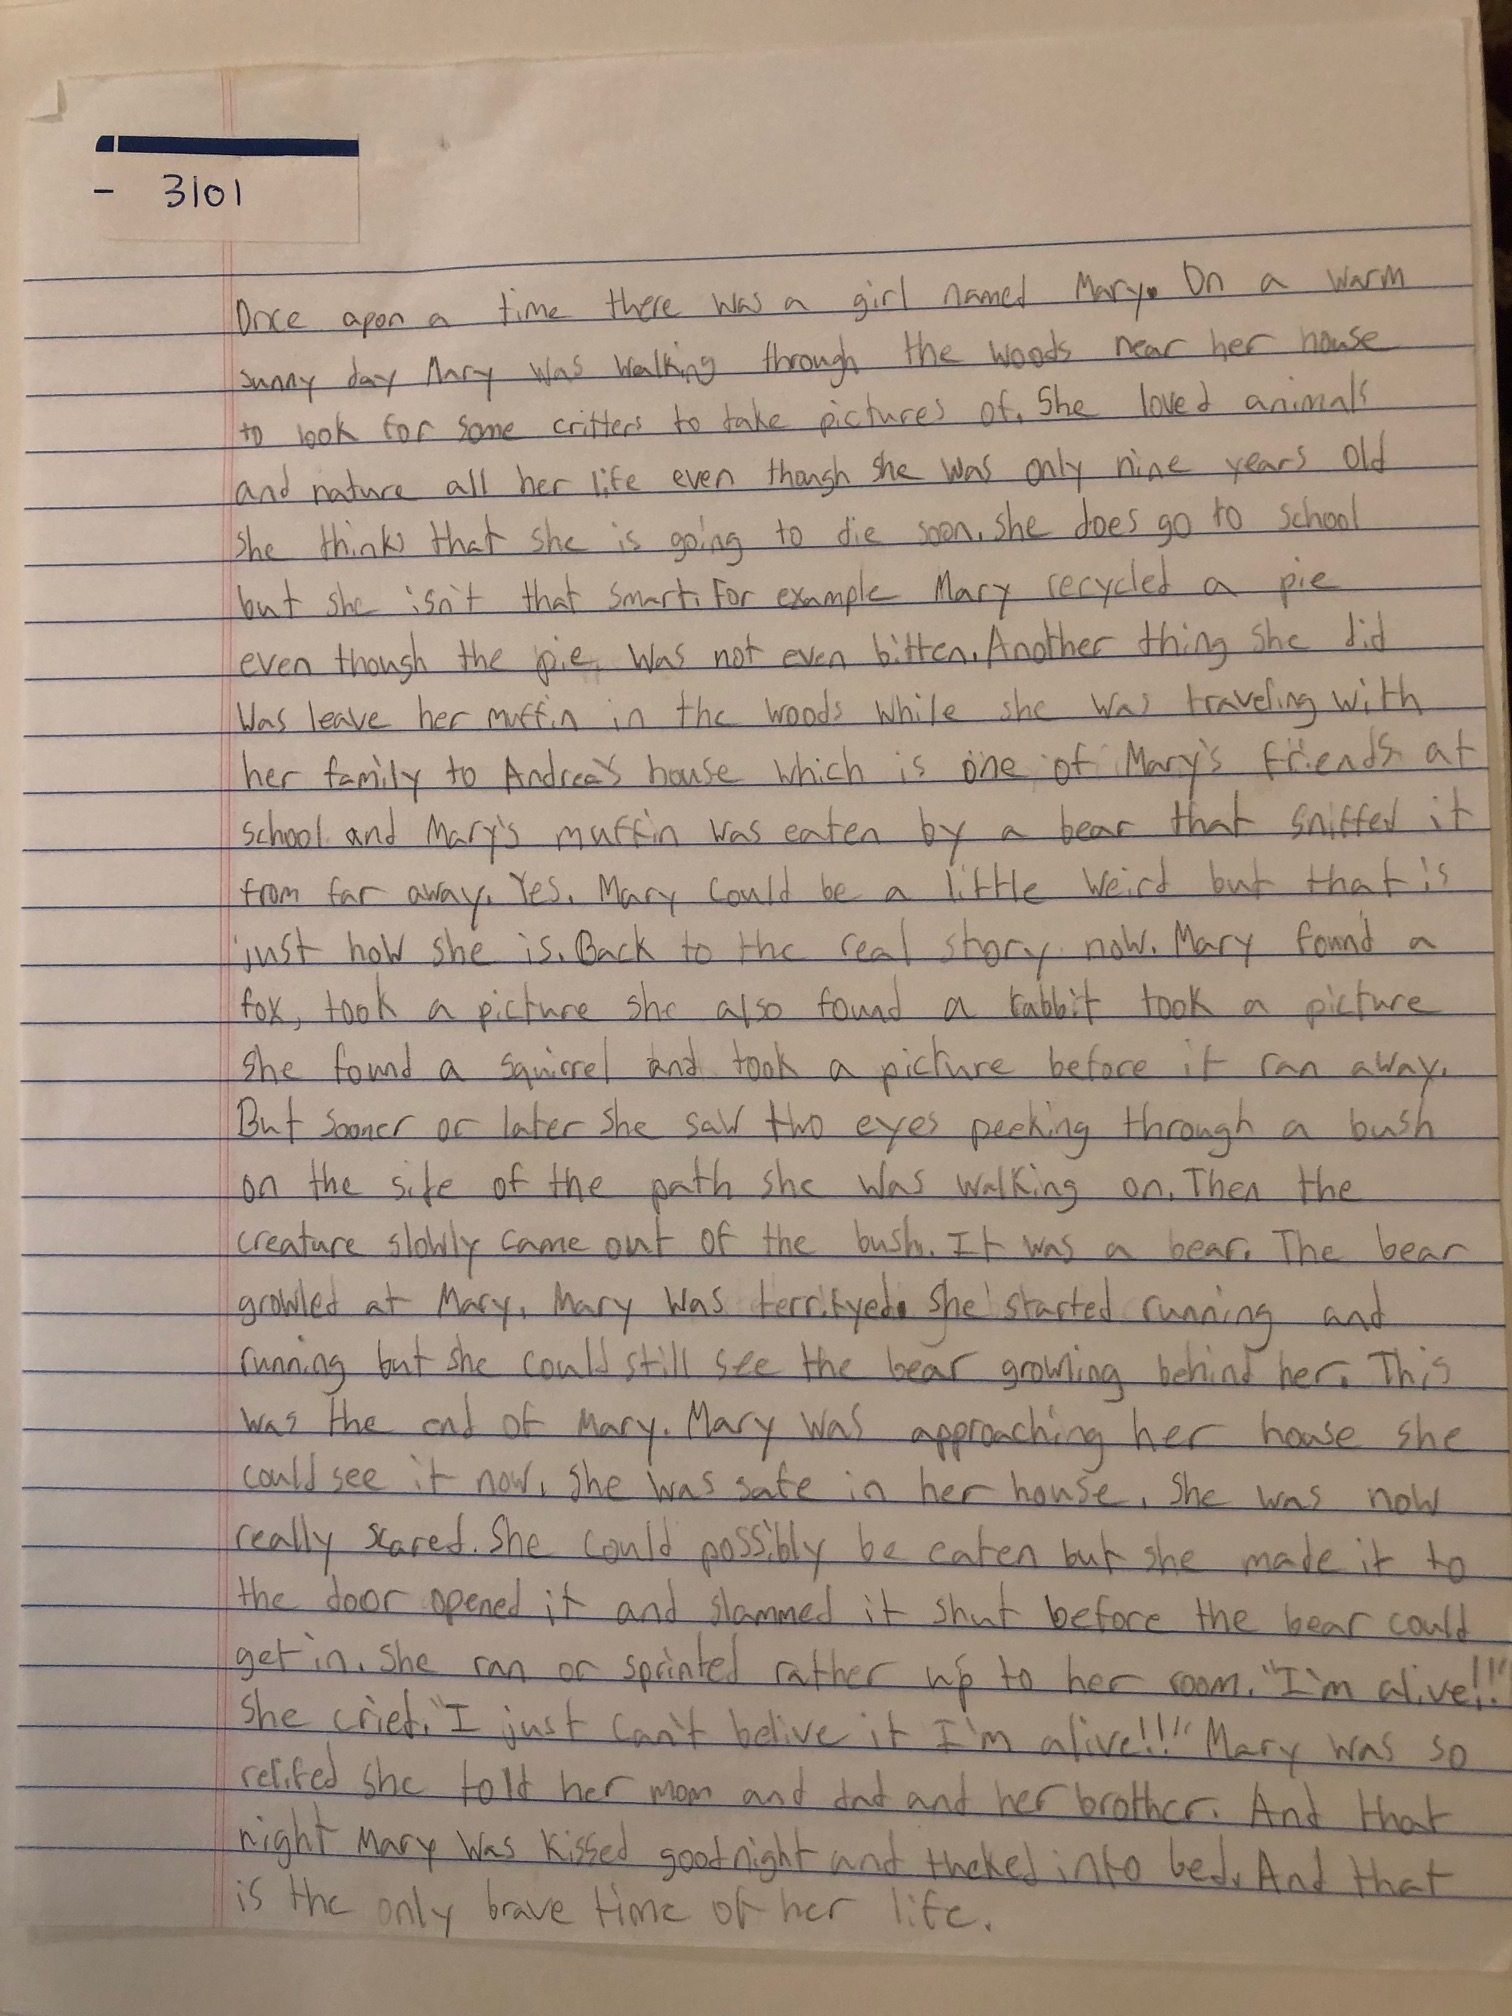 - 3101
Once apon a time there was a girl named Mary. On a warm
sunny day Mary was walking through the woods near her house
to look for some critters to take pictures of. She loved animals
and nature all her life even though she was only nine years old
she thinks that she is going to die soon. She does go to school
but she isn't that smart. For example Mary recycled a pie
even though the pie was not even bitten. Another thing she did
was leave her muffin in the woods while she was traveling with
her family to Andrea's house which is one of Mary's friends at
school and Mary's muffin was eaten by a bear that sniffed it
from far away. Yes. Mary could be a little weird but that is
just how she is. Back to the real story now. Mary found a
fox, took a picture she also found a rabbit took a picture
she found a squirrel and took a picture before it ran away.
But sooner or later she saw two eyes peeking through a bush
on the side of the path she was walking on. Then the
creature slowly came out of the bush. It was a bear. The bear
growled at Mary. Mary was terrifyed. She started running and
running but she could still see the bear growling behind her. This
was the end of Mary. Mary was approaching her house she
could see it now. She was safe in her house. She was now
really scared. She could possibly be eaten but she made it to
the door opened it and slammed it shut before the bear could
get in. She ran or sprinted rather up to her room. "I'm alive!!"
She cried. "I just can't belive it I'm alive!!!" Mary was so
relifed she told her mom and dad and her brother. And that
night Mary was kissed goodnight and thcked into bed. And that
is the only brave time of her life.